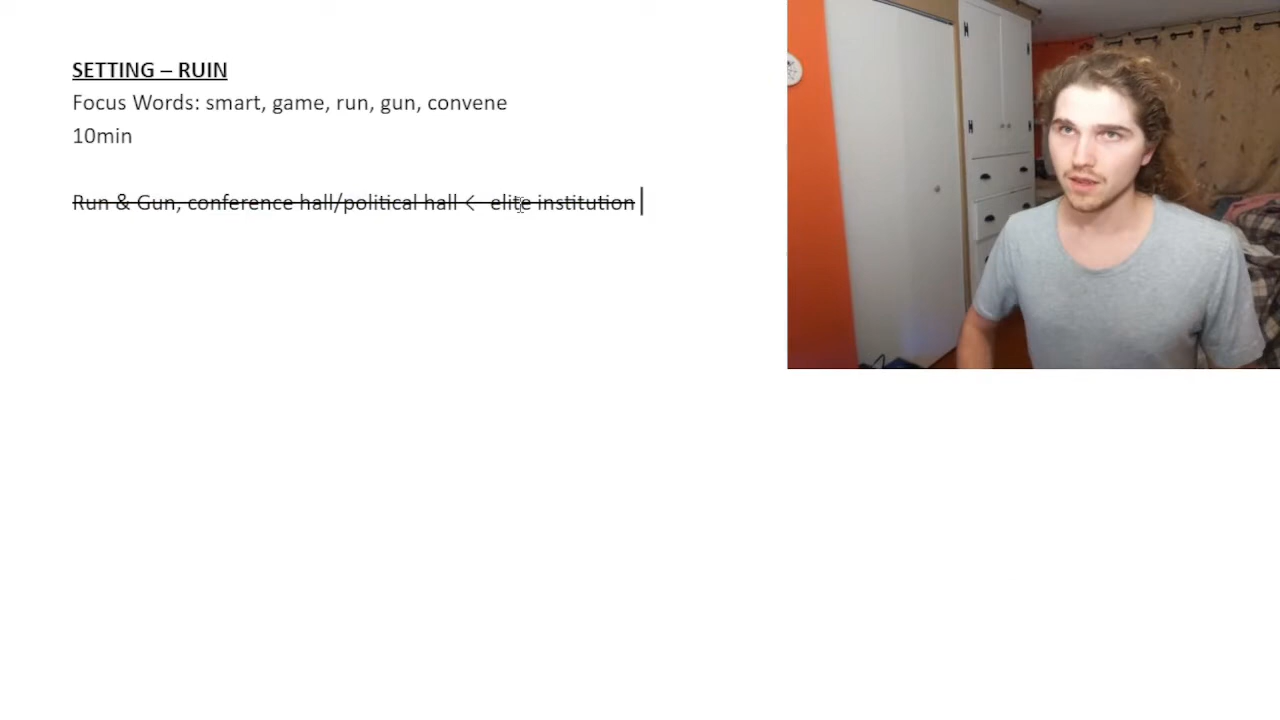 SETTING – RUIN
Focus Words: smart, game, run, gun, convene
10min
Run & Gun, conference hall/political hall < elite institution